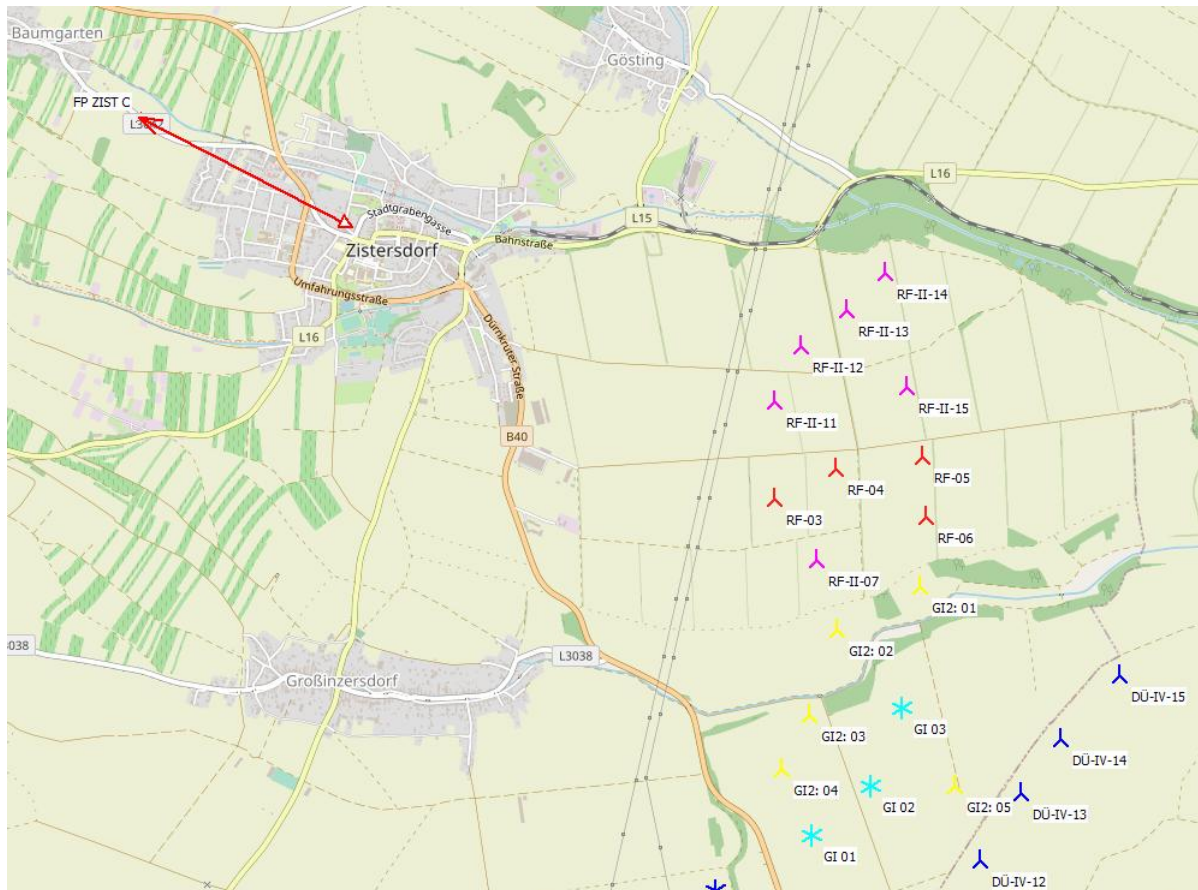 Baumgarten
Gösting
FP ZIST C
L16
Stadtgrabengasse
L15
Bahnstraße
Zistersdorf
RF-II-14
Umfahrungsstraße
RF-II-13
Dürnkruter Straße
L16
RF-II-12
RF-II-15
RF-II-11
B40
RF-05
RF-04
RF-03
RF-06
RF-II-07
GI2: 01
3038
GI2: 02
L3038
Großinzersdorf
DÜ-IV-15
GI 03
GI2: 03
DÜ-IV-14
GI2: 04
GI 02
GI2: 05
DÜ-IV-13
GI 01
DÜ-IV-12